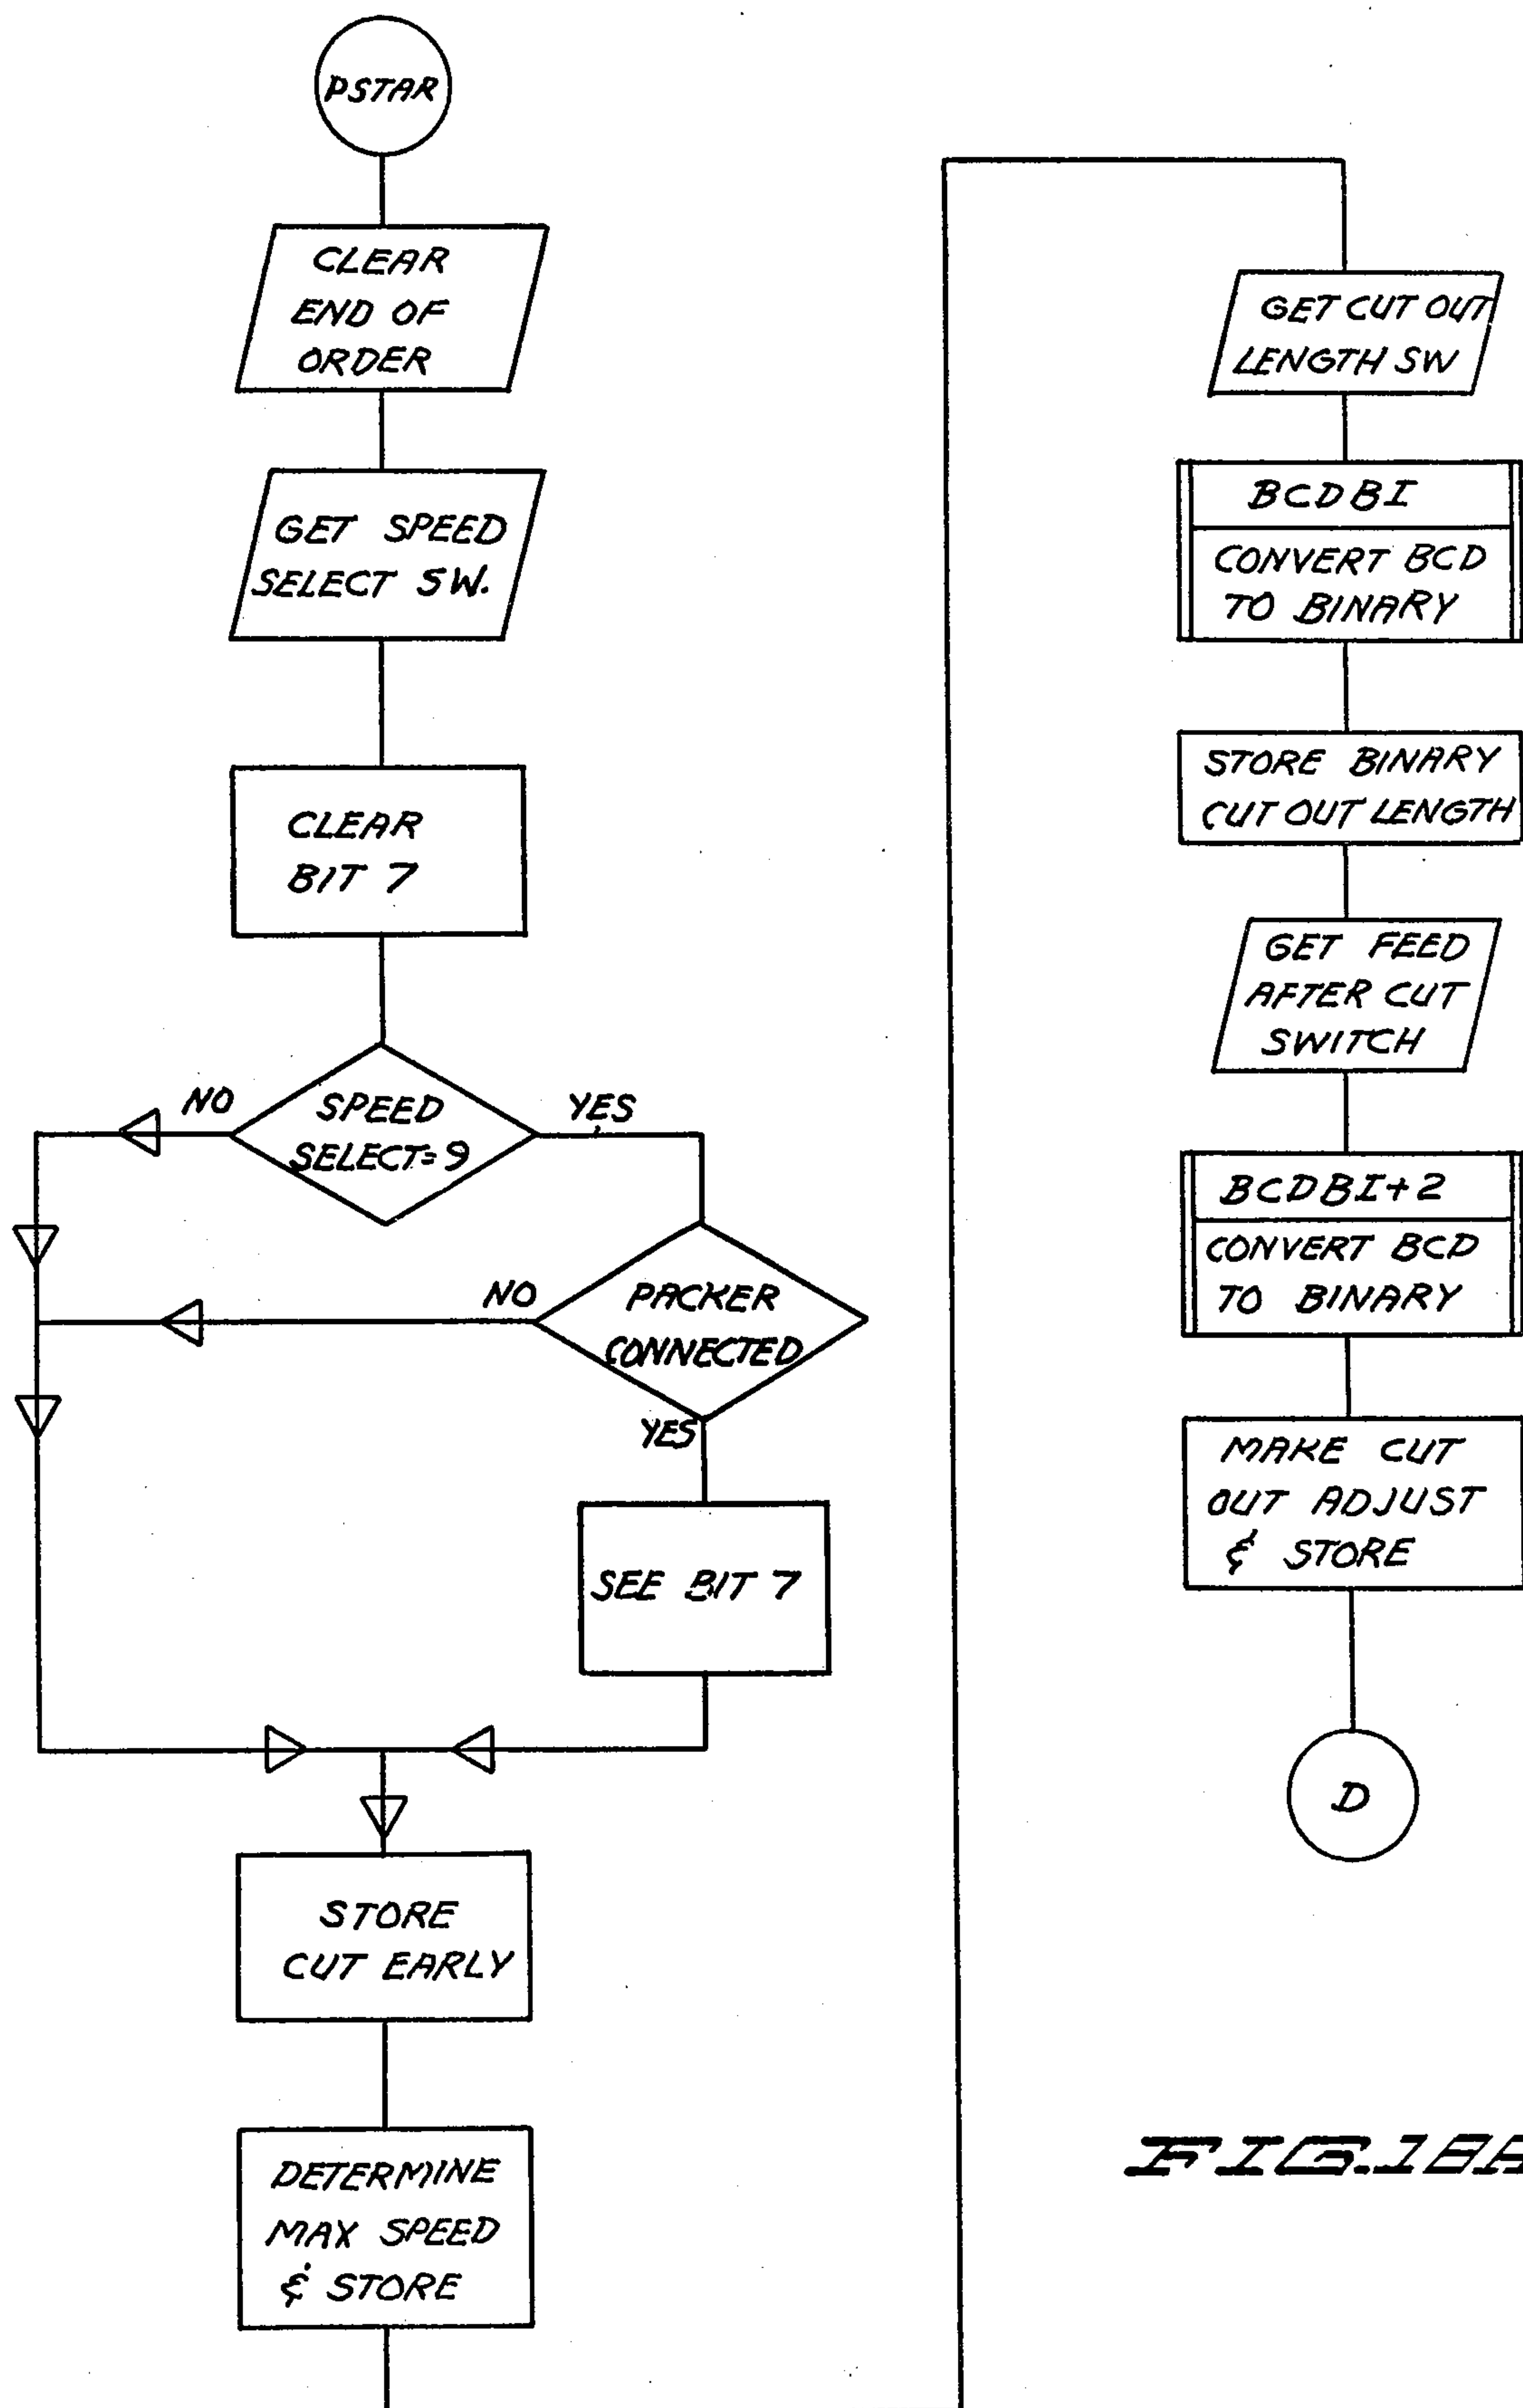 PSTAR
CLEAR
END OF
ORDER
GET SPEED
SELECT SW.
CLEAR
BIT 7
NO
SPEED
SELECT=9
YES
NO
PACKER
CONNECTED
YES
SEE BIT 7
STORE
CUT EARLY
DETERMINE
MAX SPEED
& STORE
GET CUT OUT
LENGTH SW
BCDBI
CONVERT BCD
TO BINARY
STORE BINARY
CUT OUT LENGTH
GET FEED
AFTER CUT
SWITCH
BCDBI+2
CONVERT BCD
TO BINARY
MAKE CUT
OUT ADJUST
& STORE
D
FIG.18A